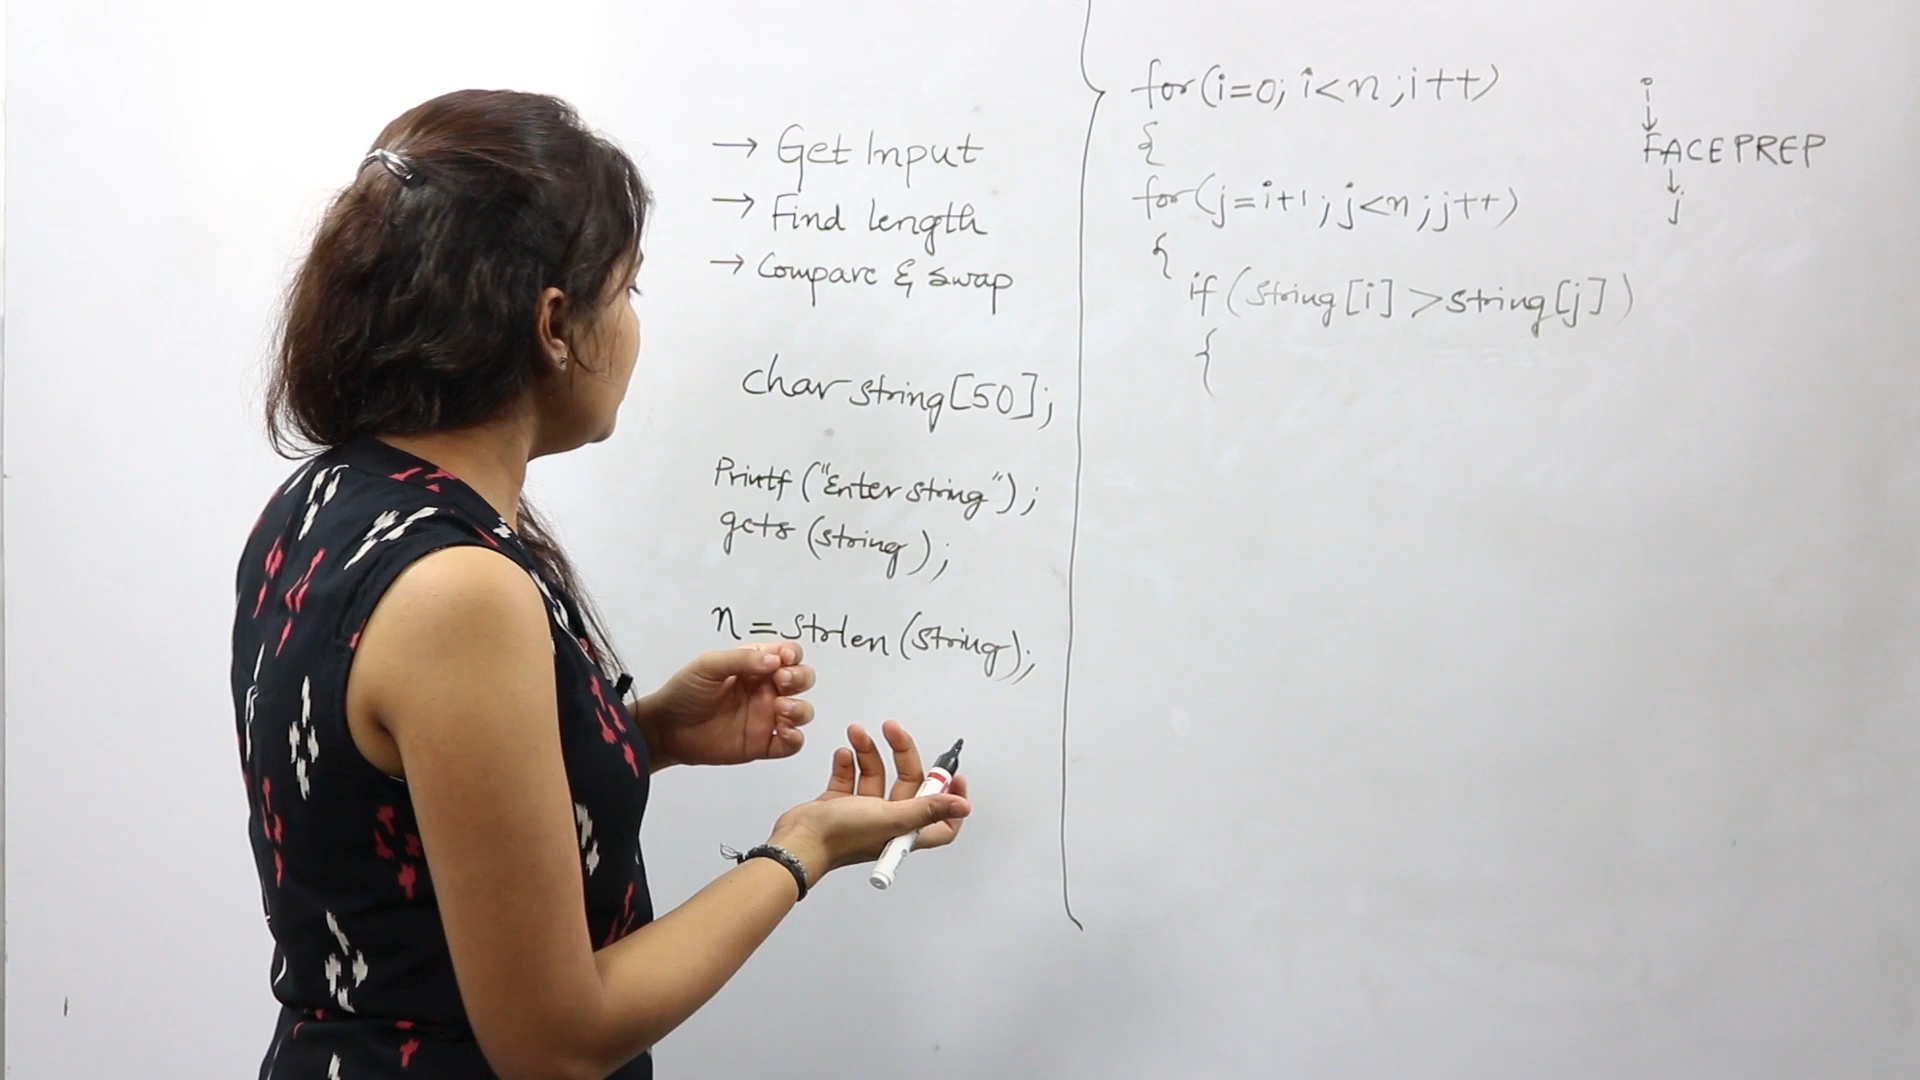 → Get Input
→ Find length
→ Compare & swap
char string[50];
Printf ("Enter string");
gets (string);
n = strlen (string);
for(i=0; i<n ;i++)
{
for(j=i+1 ; j<n ; j++)
{
if (string[i] > string[j])
{
i
↓
FACEPREP
↓
j